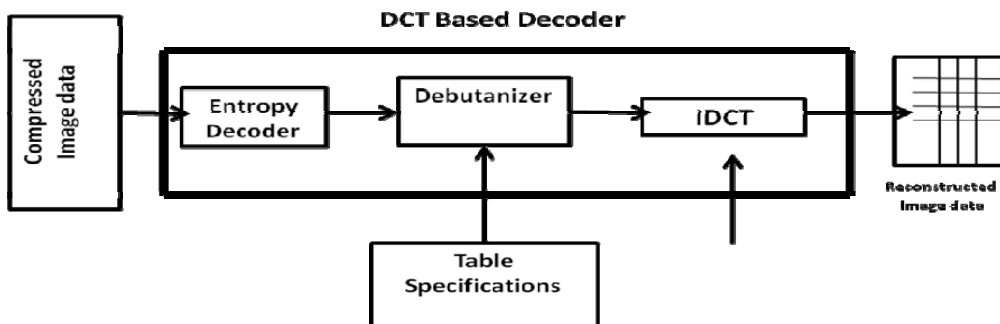 DCT Based Decoder
Compressed
Image data
Entropy
Decoder
Debutanizer
IDCT
Reconstructed
Image data
Table
Specifications